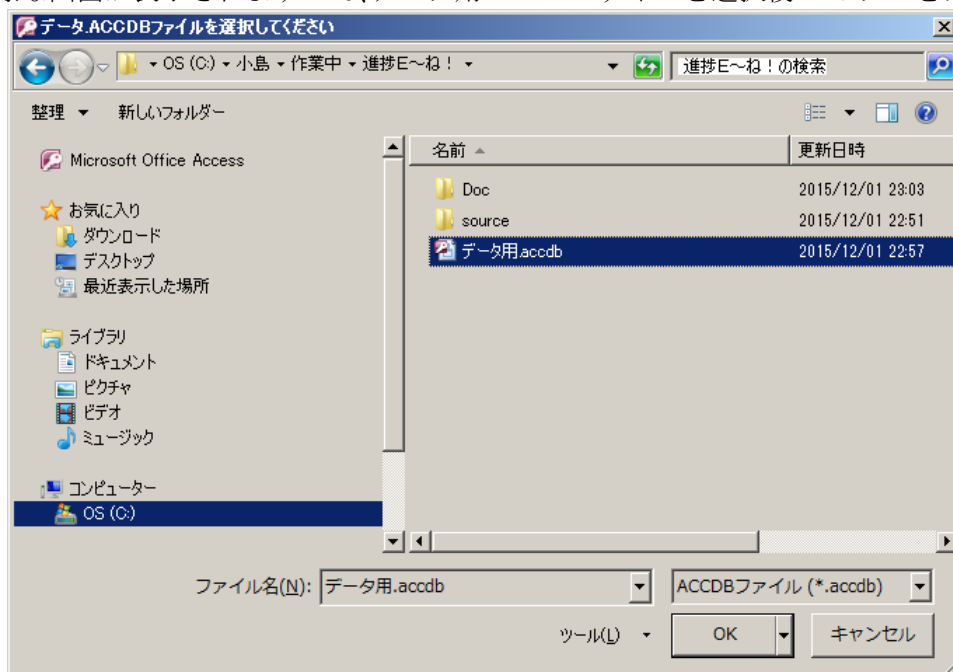 データ.ACCDBファイルを選択してください
OS (C:) 小島 作業中 進捗E～ね！
進捗E～ね！の検索
整理 新しいフォルダー
名前 更新日時
Microsoft Office Access
お気に入り
ダウンロード
デスクトップ
最近表示した場所
ライブラリ
ドキュメント
ピクチャ
ビデオ
ミュージック
コンピューター
OS (C:)
Doc 2015/12/01 23:03
source 2015/12/01 22:51
データ用.accdb 2015/12/01 22:57
ファイル名(N): データ用.accdb
ACCDBファイル (*.accdb)
ツール(L) OK キャンセル